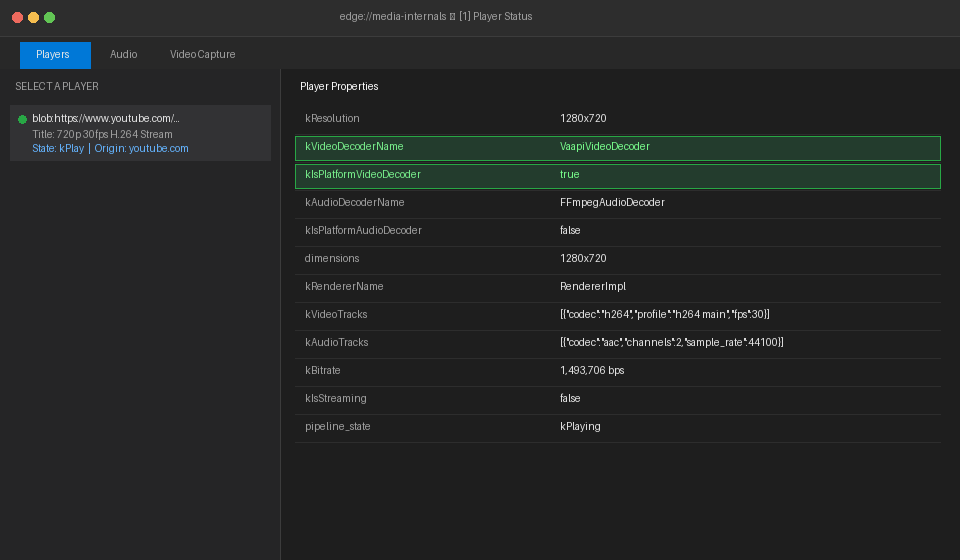 edge://media-internals [1] Player Status
Players Audio Video Capture
SELECT A PLAYER
blob:https://www.youtube.com/...
Title: 720p 30fps H.264 Stream
State: kPlay | Origin: youtube.com
Player Properties
kResolution 1280x720
kVideoDecoderName VaapiVideoDecoder
kIsPlatformVideoDecoder true
kAudioDecoderName FFmpegAudioDecoder
kIsPlatformAudioDecoder false
dimensions 1280x720
kRendererName RendererImpl
kVideoTracks [{"codec":"h264","profile":"h264 main","fps":30}]
kAudioTracks [{"codec":"aac","channels":2,"sample_rate":44100}]
kBitrate 1,493,706 bps
kIsStreaming false
pipeline_state kPlaying